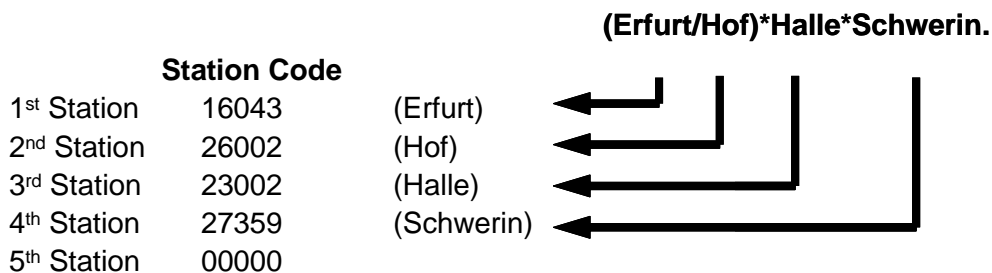 (Erfurt/Hof)*Halle*Schwerin.
Station Code
1st Station 16043 (Erfurt)
2nd Station 26002 (Hof)
3rd Station 23002 (Halle)
4th Station 27359 (Schwerin)
5th Station 00000